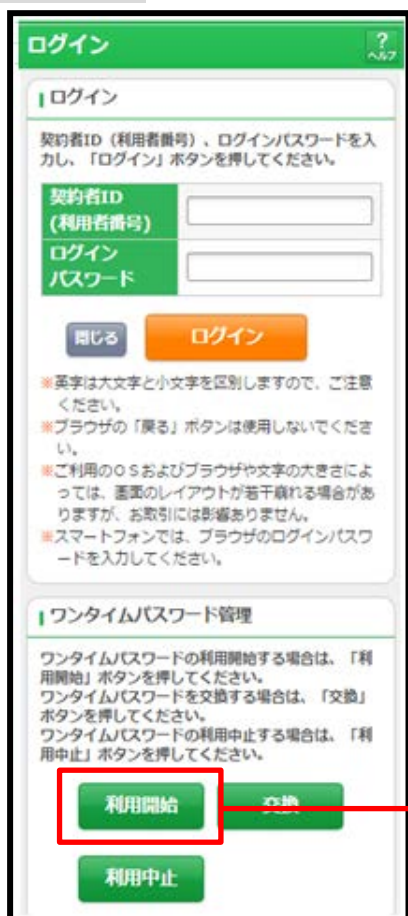 ログイン
?
ヘルプ
ログイン
契約者ID（利用者番号）、ログインパスワードを入
力し、「ログイン」ボタンを押してください。
契約者ID
(利用者番号)
ログイン
パスワード
閉じる
ログイン
※英字は大文字と小文字を区別しますので、ご注意
ください。
※ブラウザの「戻る」ボタンは使用しないでくださ
い。
※ご利用のＯＳおよびブラウザや文字の大きさによ
っては、画面のレイアウトが若干崩れる場合があ
りますが、お取引には影響ありません。
※スマートフォンでは、ブラウザのログインパスワ
ードを入力してください。
ワンタイムパスワード管理
ワンタイムパスワードの利用開始する場合は、「利
用開始」ボタンを押してください。
ワンタイムパスワードを交換する場合は、「交換」
ボタンを押してください。
ワンタイムパスワードの利用中止する場合は、「利
用中止」ボタンを押してください。
利用開始
交換
利用中止